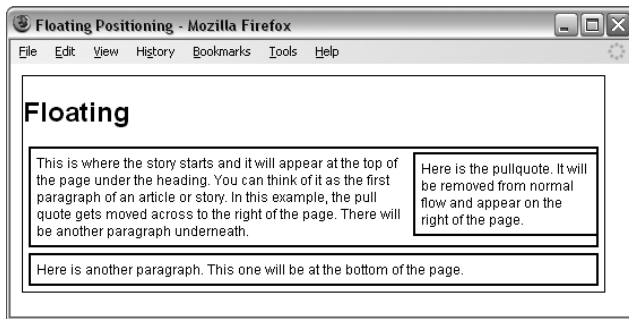 Floating Positioning - Mozilla Firefox
File Edit View History Bookmarks Tools Help
Floating
This is where the story starts and it will appear at the top of
the page under the heading. You can think of it as the first
paragraph of an article or story. In this example, the pull
quote gets moved across to the right of the page. There will
be another paragraph underneath.
Here is the pullquote. It will
be removed from normal
flow and appear on the
right of the page.
Here is another paragraph. This one will be at the bottom of the page.